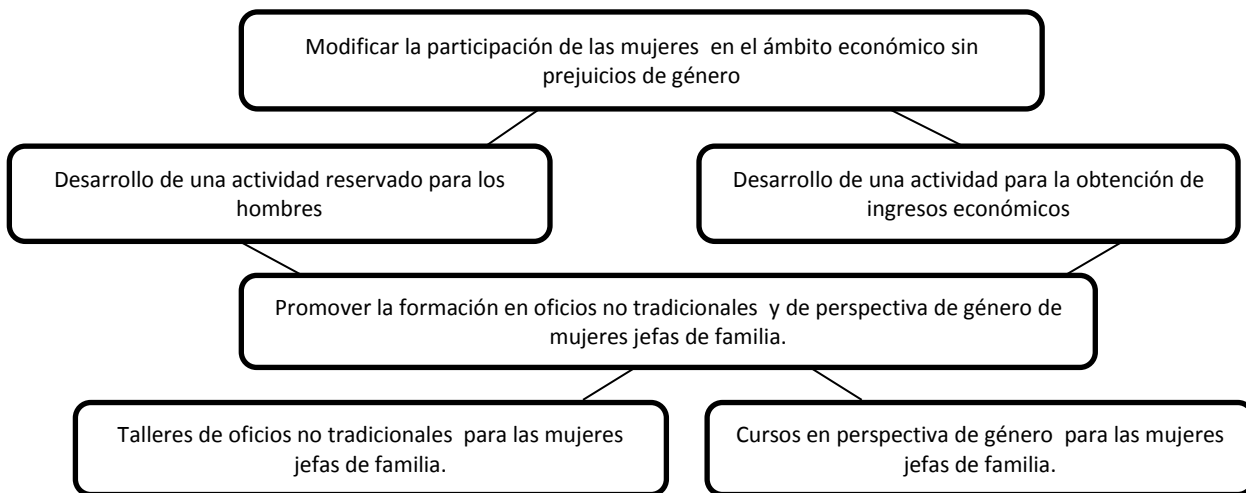 Modificar la participación de las mujeres  en el ámbito económico sin
prejuicios de género
Desarrollo de una actividad reservado para los
hombres
Desarrollo de una actividad para la obtención de
ingresos económicos
Promover la formación en oficios no tradicionales  y de perspectiva de género de
mujeres jefas de familia.
Talleres de oficios no tradicionales  para las mujeres
jefas de familia.
Cursos en perspectiva de género  para las mujeres
jefas de familia.